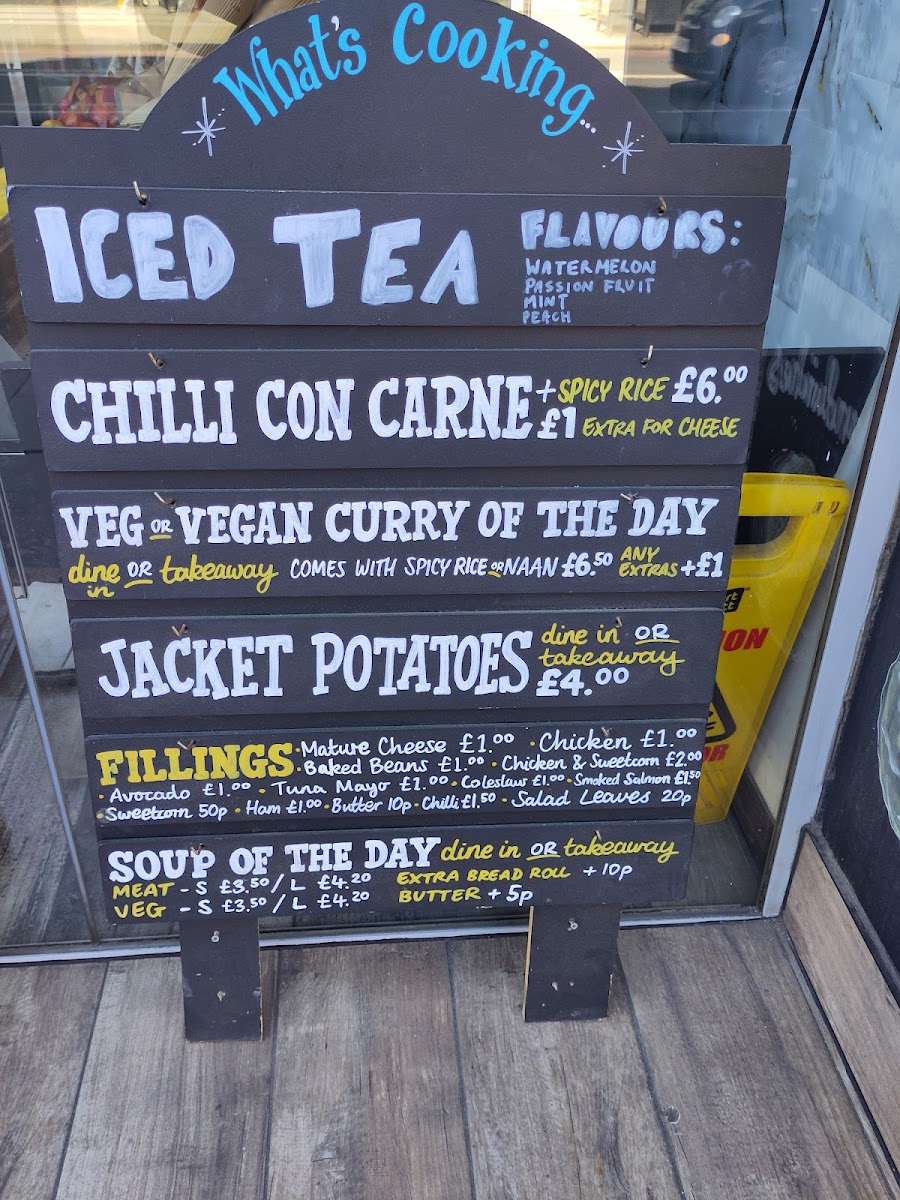 What's Cooking...
ICED TEA
FLAVOURS:
WATERMELON
PASSION FRUIT
MINT
PEACH
CHILLI CON CARNE + SPICY RICE £6.00
£1 EXTRA FOR CHEESE
VEG OR VEGAN CURRY OF THE DAY
dine in OR takeaway COMES WITH SPICY RICE OR NAAN £6.50 ANY EXTRAS +£1
JACKET POTATOES
dine in OR
takeaway
£4.00
FILLINGS
• Mature Cheese £1.00 • Chicken £1.00
• Baked Beans £1.00 • Chicken & Sweetcorn £2.00
• Avocado £1.00 • Tuna Mayo £1.00 • Coleslaw £1.00 • Smoked Salmon £1.50
• Sweetcorn 50p • Ham £1.00 • Butter 10p • Chilli £1.50 • Salad Leaves 20p
SOUP OF THE DAY dine in OR takeaway
MEAT - S £3.50 / L £4.20 EXTRA BREAD ROLL + 10p
VEG - S £3.50 / L £4.20 BUTTER + 5p